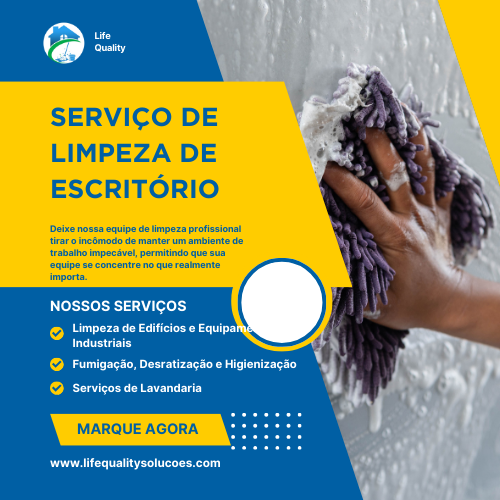 Life
Quality
SERVIÇO DE
LIMPEZA DE
ESCRITÓRIO
Deixe nossa equipe de limpeza profissional
tirar o incômodo de manter um ambiente de
trabalho impecável, permitindo que sua
equipe se concentre no que realmente
importa.
NOSSOS SERVIÇOS
Limpeza de Edifícios e
Industriais
Fumigação, Desratização e Higienização
Serviços de Lavandaria
MARQUE AGORA
www.lifequalitysolucoes.com